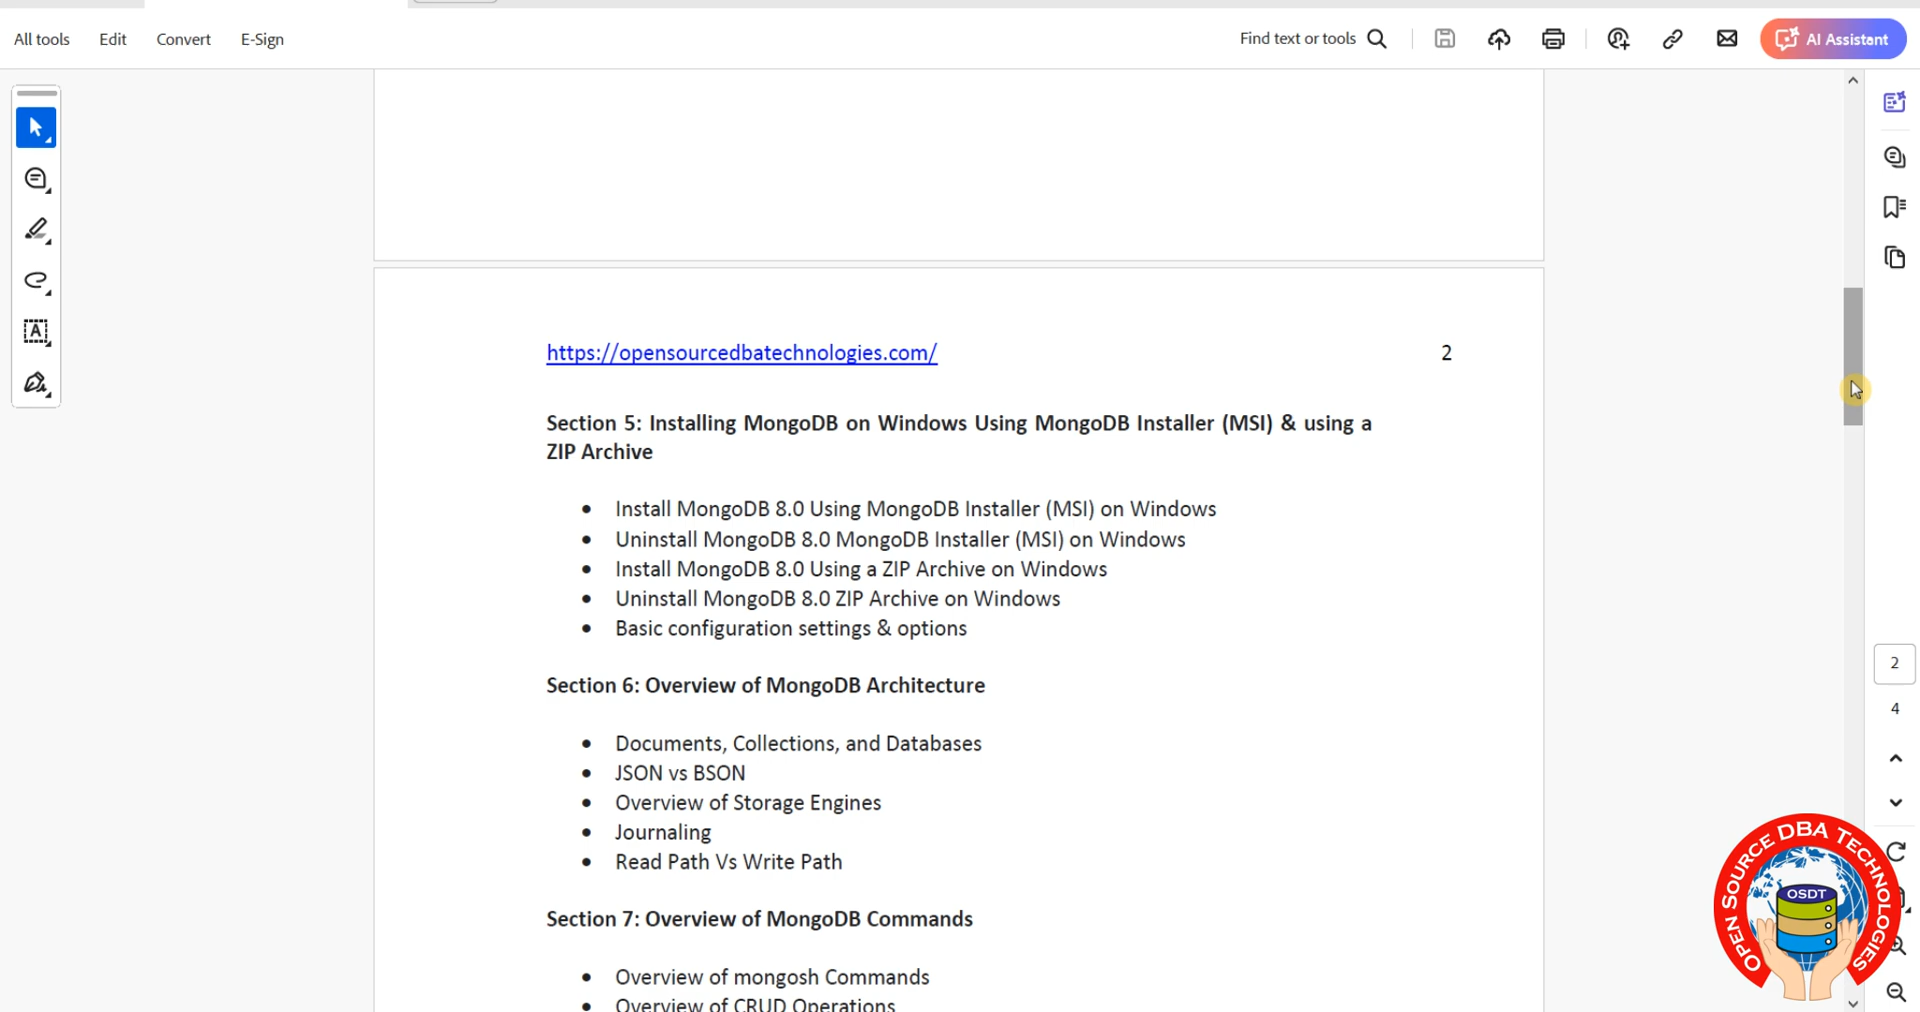 All tools Edit Convert E-Sign Find text or tools AI Assistant
https://opensourcedbatechnologies.com/ 2
Section 5: Installing MongoDB on Windows Using MongoDB Installer (MSI) & using a
ZIP Archive
• Install MongoDB 8.0 Using MongoDB Installer (MSI) on Windows
• Uninstall MongoDB 8.0 MongoDB Installer (MSI) on Windows
• Install MongoDB 8.0 Using a ZIP Archive on Windows
• Uninstall MongoDB 8.0 ZIP Archive on Windows
• Basic configuration settings & options
Section 6: Overview of MongoDB Architecture
• Documents, Collections, and Databases
• JSON vs BSON
• Overview of Storage Engines
• Journaling
• Read Path Vs Write Path
Section 7: Overview of MongoDB Commands
• Overview of mongosh Commands
• Overview of CRUD Operations
2
4
OPEN SOURCE DBA TECHNOLOGIES
OSDT